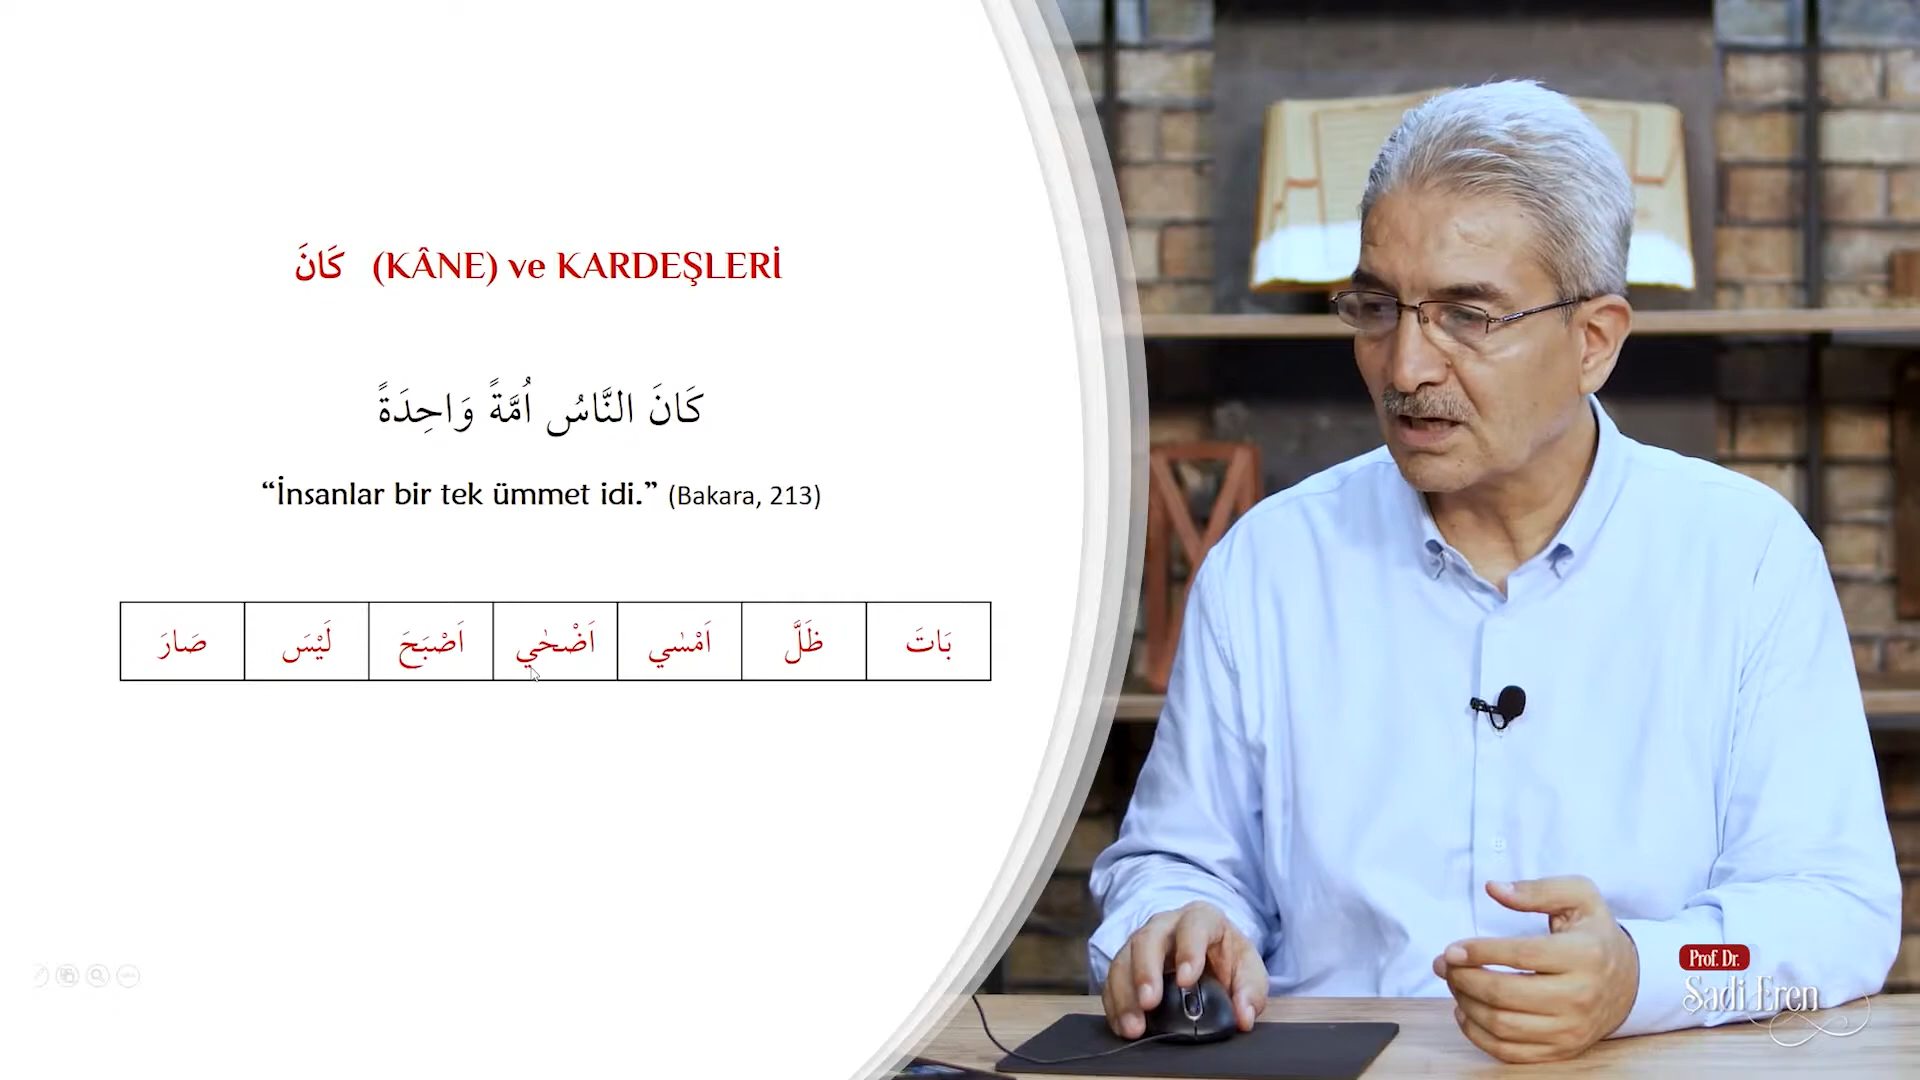 كَانَ (KÂNE) ve KARDEŞLERİ
كَانَ النَّاسُ اُمَّةً وَاحِدَةً
“İnsanlar bir tek ümmet idi.” (Bakara, 213)
بَاتَ ظَلَّ اَمْسٰي اَضْحٰي اَصْبَحَ لَيْسَ صَارَ
Prof. Dr.
Şadi Eren